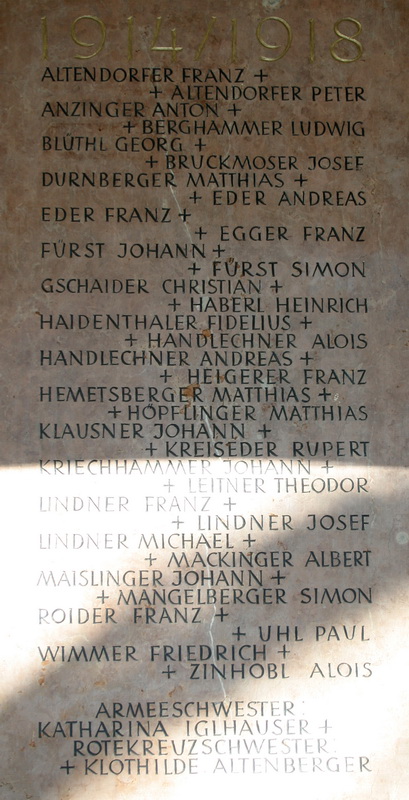 1914/1918
ALTENDORFER FRANZ +
+ ALTENDORFER PETER
ANZINGER ANTON +
+ BERGHAMMER LUDWIG
BLÜTHL GEORG +
+ BRUCKMOSER JOSEF
DURNBERGER MATTHIAS +
+ EDER ANDREAS
EDER FRANZ +
+ EGGER FRANZ
FÜRST JOHANN +
+ FÜRST SIMON
GSCHAIDER CHRISTIAN +
+ HABERL HEINRICH
HAIDENTHALER FIDELIUS +
+ HANDLECHNER ALOIS
HANDLECHNER ANDREAS +
+ HEIGERER FRANZ
HEMETSBERGER MATTHIAS +
+ HÖPFLINGER MATTHIAS
KLAUSNER JOHANN +
+ KREISEDER RUPERT
KRIECHHAMMER JOHANN +
+ LEITNER THEODOR
LINDNER FRANZ +
+ LINDNER JOSEF
LINDNER MICHAEL +
+ MACKINGER ALBERT
MAISLINGER JOHANN +
+ MANGELBERGER SIMON
ROIDER FRANZ +
+ UHL PAUL
WIMMER FRIEDRICH +
+ ZINHOBL ALOIS
ARMEESCHWESTER:
KATHARINA IGLHAUSER +
ROTEKREUZSCHWESTER:
+ KLOTHILDE ALTENBERGER